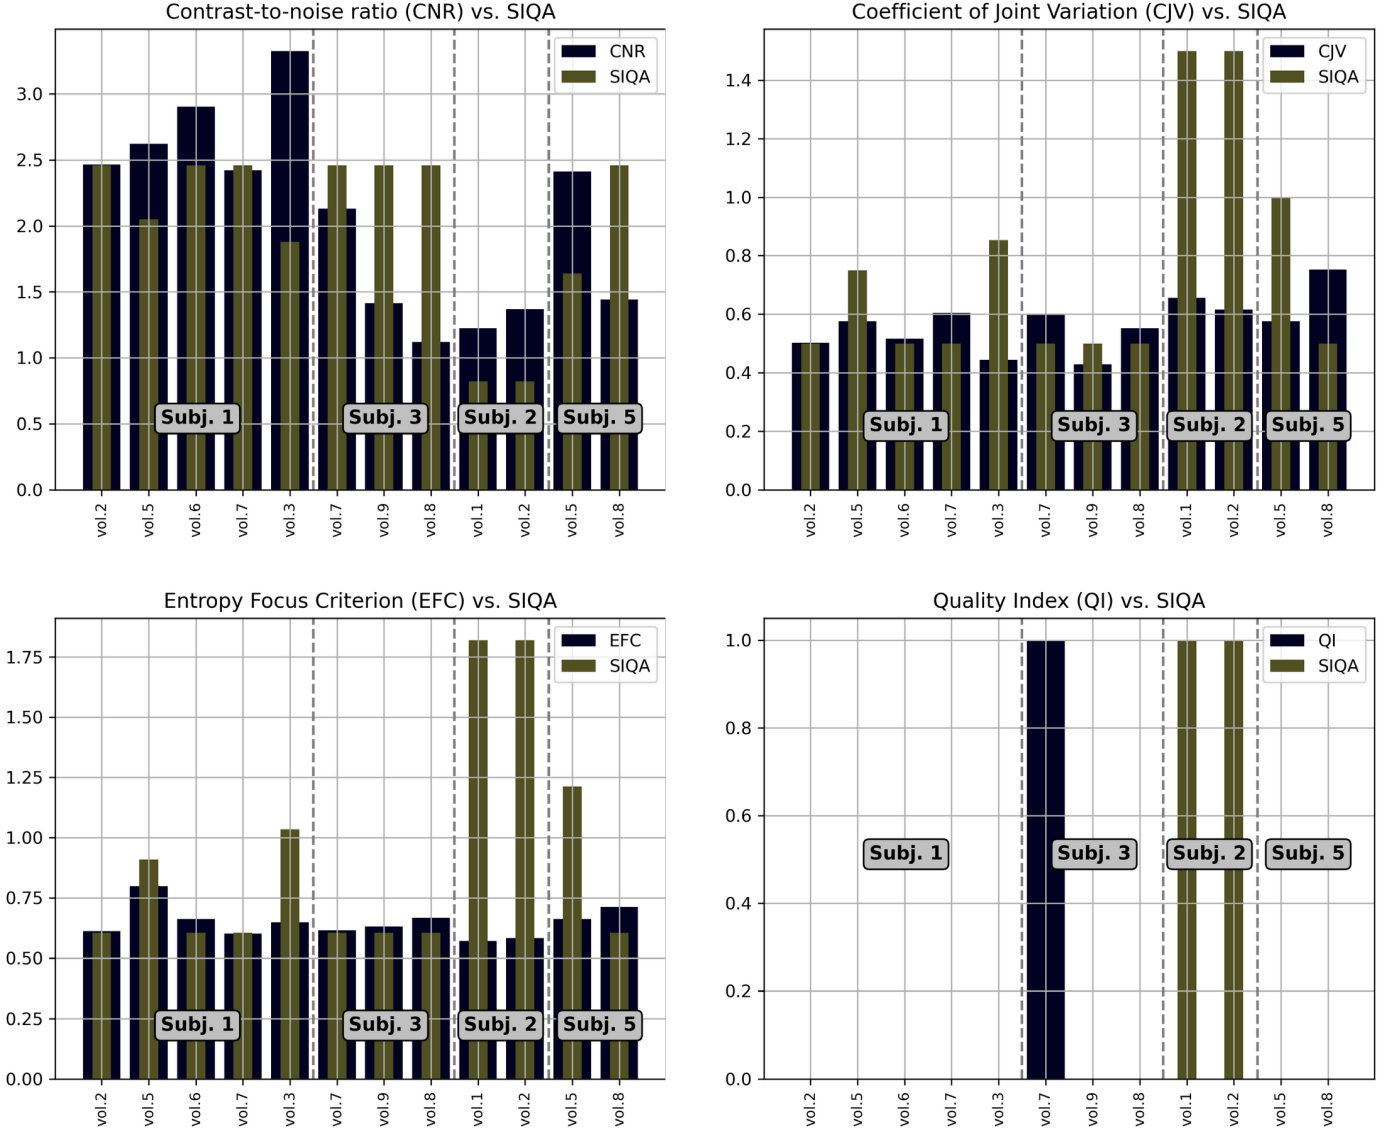 Contrast-to-noise ratio (CNR) vs. SIQA
CNR
SIQA
3.0
2.5
2.0
1.5
1.0
0.5
0.0
Subj. 1
Subj. 3
Subj. 2
Subj. 5
vol.2
vol.5
vol.6
vol.7
vol.3
vol.7
vol.9
vol.8
vol.1
vol.2
vol.5
vol.8
Coefficient of Joint Variation (CJV) vs. SIQA
CJV
SIQA
1.4
1.2
1.0
0.8
0.6
0.4
0.2
0.0
Subj. 1
Subj. 3
Subj. 2
Subj. 5
vol.2
vol.5
vol.6
vol.7
vol.3
vol.7
vol.9
vol.8
vol.1
vol.2
vol.5
vol.8
Entropy Focus Criterion (EFC) vs. SIQA
EFC
SIQA
1.75
1.50
1.25
1.00
0.75
0.50
0.25
0.00
Subj. 1
Subj. 3
Subj. 2
Subj. 5
vol.2
vol.5
vol.6
vol.7
vol.3
vol.7
vol.9
vol.8
vol.1
vol.2
vol.5
vol.8
Quality Index (QI) vs. SIQA
QI
SIQA
1.0
0.8
0.6
0.4
0.2
0.0
Subj. 1
Subj. 3
Subj. 2
Subj. 5
vol.2
vol.5
vol.6
vol.7
vol.3
vol.7
vol.9
vol.8
vol.1
vol.2
vol.5
vol.8